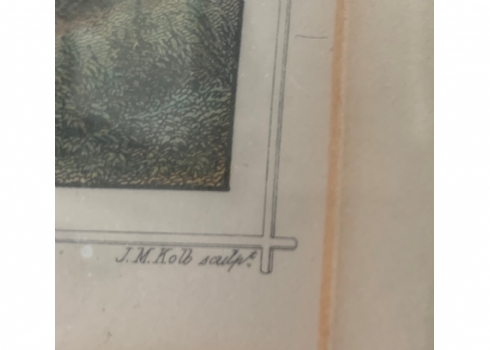 J. M. Kolb sculpt.